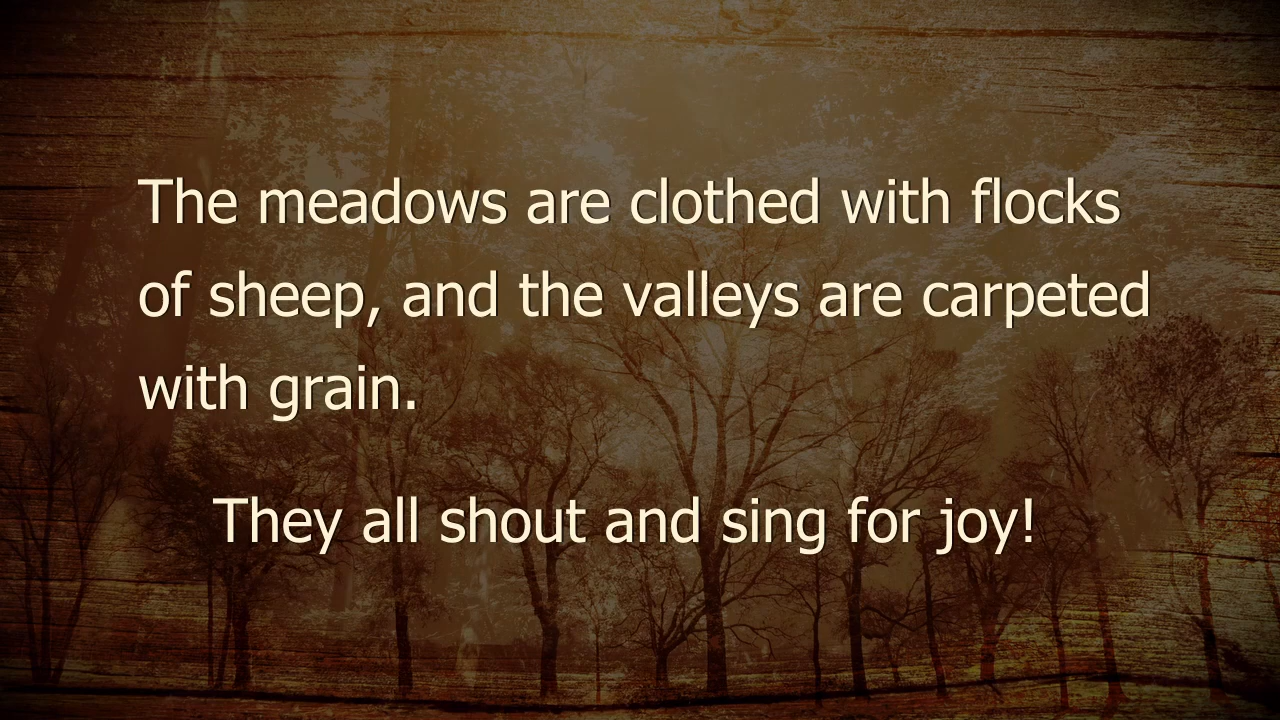 The meadows are clothed with flocks
of sheep, and the valleys are carpeted
with grain.
They all shout and sing for joy!